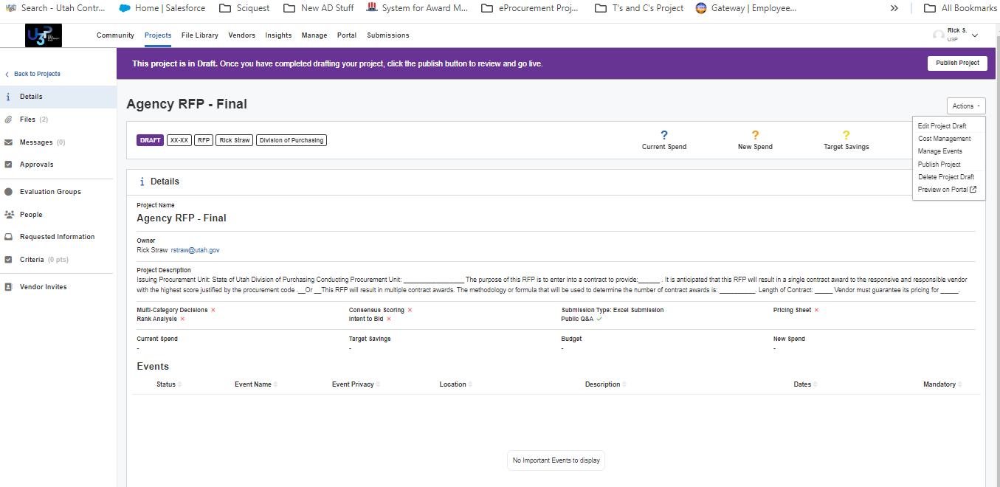 Search - Utah Contr... Home | Salesforce Sciquest New AD Stuff System for Award M... eProcurement Proj... T's and C's Project Gateway | Employee... » All Bookmarks
U3P Community Projects File Library Vendors Insights Manage Portal Submissions Rick S.
U3P
This project is in Draft. Once you have completed drafting your project, click the publish button to review and go live. Publish Project
Back to Projects
Details
Files (2)
Messages (0)
Approvals
Evaluation Groups
People
Requested Information
Criteria (0 pts)
Vendor Invites
Agency RFP - Final
Actions
Edit Project Draft
Cost Management
Manage Events
Publish Project
Delete Project Draft
Preview on Portal
DRAFT XX-XX RFP Rick Straw Division of Purchasing
? ? ?
Current Spend New Spend Target Savings
Details
Project Name
Agency RFP - Final
Owner
Rick Straw rstraw@utah.gov
Project Description
Issuing Procurement Unit: State of Utah Division of Purchasing Conducting Procurement Unit: __________________ The purpose of this RFP is to enter into a contract to provide:______ . It is anticipated that this RFP will result in a single contract award to the responsive and responsible vendor
with the highest score justified by the procurement code .__Or __This RFP will result in multiple contract awards. The methodology or formula that will be used to determine the number of contract awards is: __________. Length of Contract: _____ Vendor must guarantee its pricing for _____.
Multi-Category Decisions × Consensus Scoring × Submission Type: Excel Submission Pricing Sheet ×
Rank Analysis × Intent to Bid × Public Q&A ✓
Current Spend Target Savings Budget New Spend
- - - -
Events
Status Event Name Event Privacy Location Description Dates Mandatory
No Important Events to display